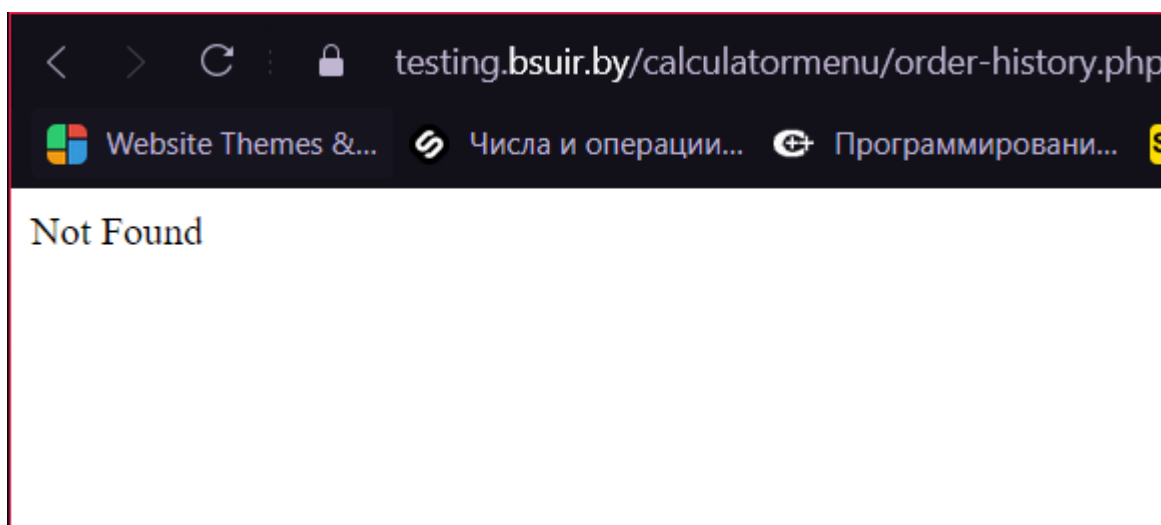 testing.bsuir.by/calculatormenu/order-history.php
Website Themes &... Числа и операции... C++ Программировани... S
Not Found